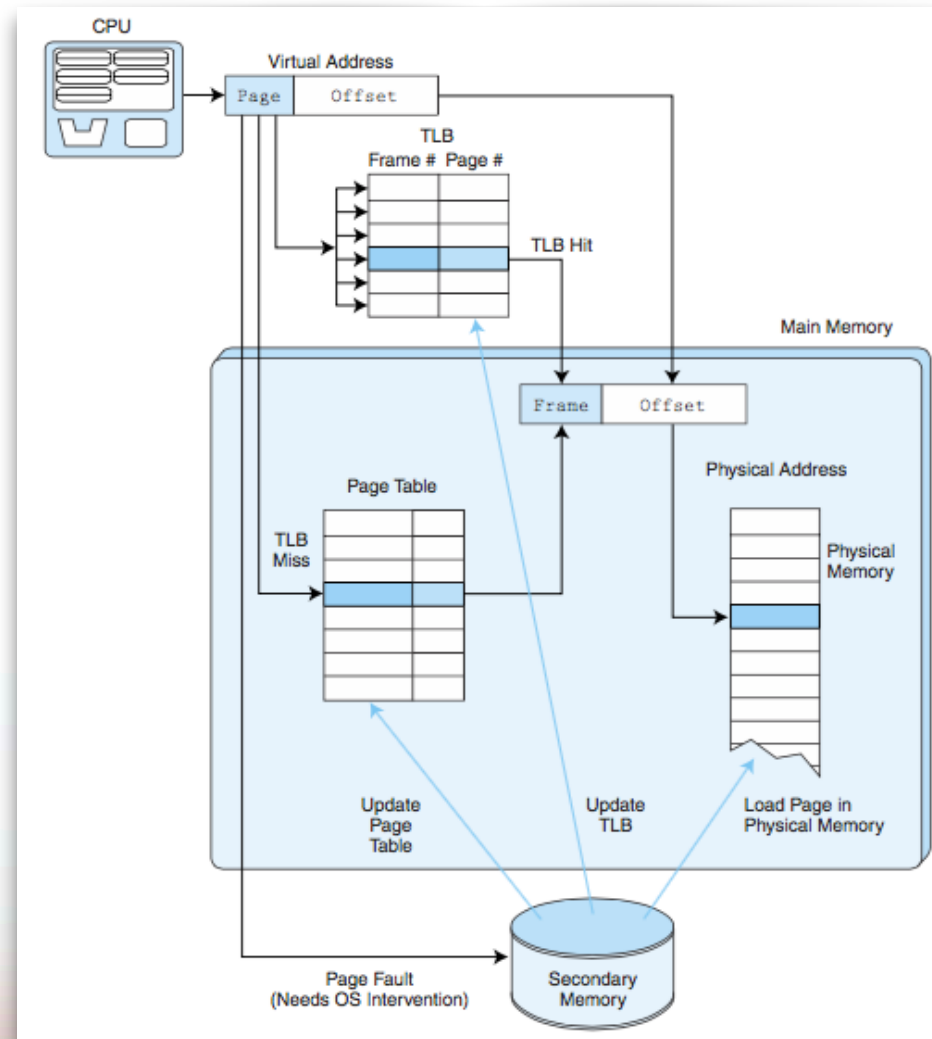 CPU
Virtual Address
Page
Offset
TLB
Frame # Page #
TLB Hit
Main Memory
Frame
Offset
Physical Address
Page Table
TLB
Miss
Physical
Memory
Update
Page
Table
Update
TLB
Load Page in
Physical Memory
Page Fault
(Needs OS Intervention)
Secondary
Memory